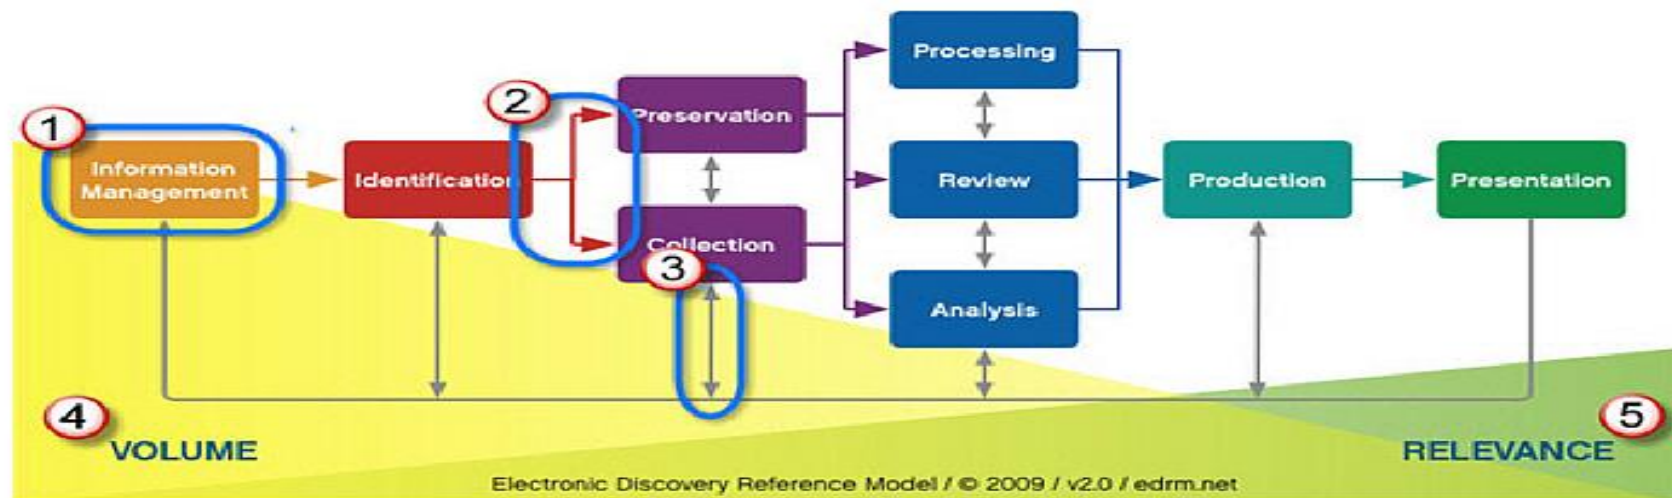 Processing
2
Preservation
1
Information
Management
Identification
Review
Production
Presentation
Collection
3
Analysis
4
5
VOLUME
RELEVANCE
Electronic Discovery Reference Model / © 2009 / v2.0 / edrm.net